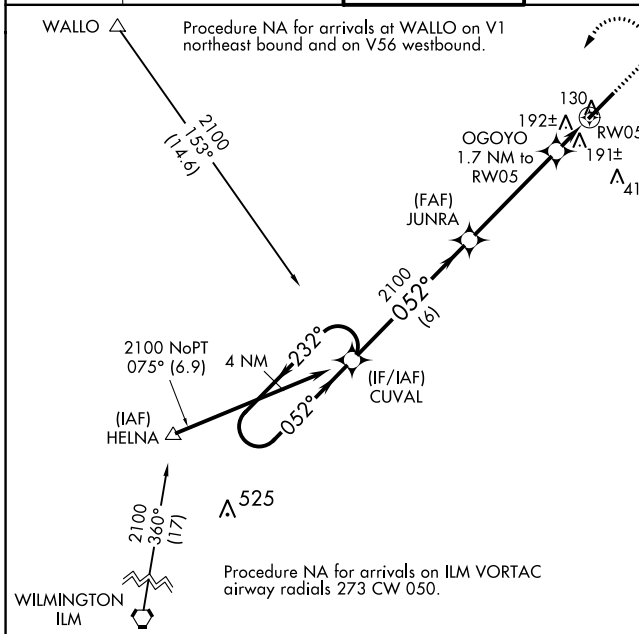 WALLO
Procedure NA for arrivals at WALLO on V1
northeast bound and on V56 westbound.
2100
153°
(14.6)
130
192±
RW05
191±
OGOYO
1.7 NM to
RW05
41
(FAF)
JUNRA
2100
052°
(6)
232°
2100 NoPT
075° (6.9)
4 NM
052°
(IF/IAF)
CUVAL
(IAF)
HELNA
525
2100
360°
(17)
Procedure NA for arrivals on ILM VORTAC
airway radials 273 CW 050.
WILMINGTON
ILM